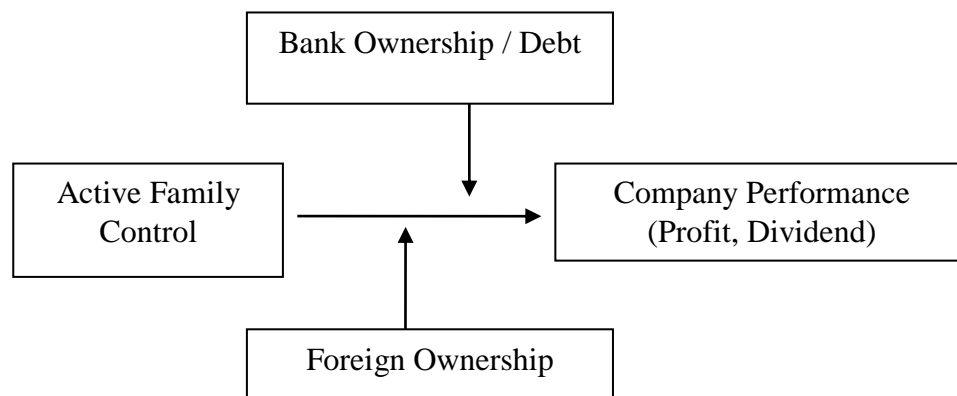 Bank Ownership / Debt
Active Family
Control
Company Performance
(Profit, Dividend)
Foreign Ownership